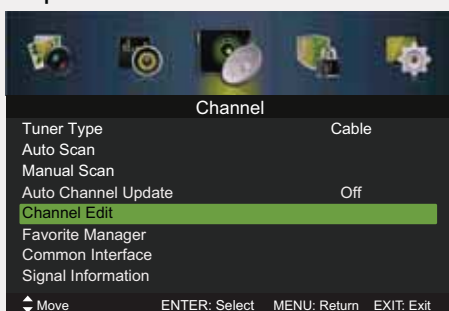 Channel
Tuner Type Cable
Auto Scan
Manual Scan
Auto Channel Update Off
Channel Edit
Favorite Manager
Common Interface
Signal Information
Move ENTER: Select MENU: Return EXIT: Exit